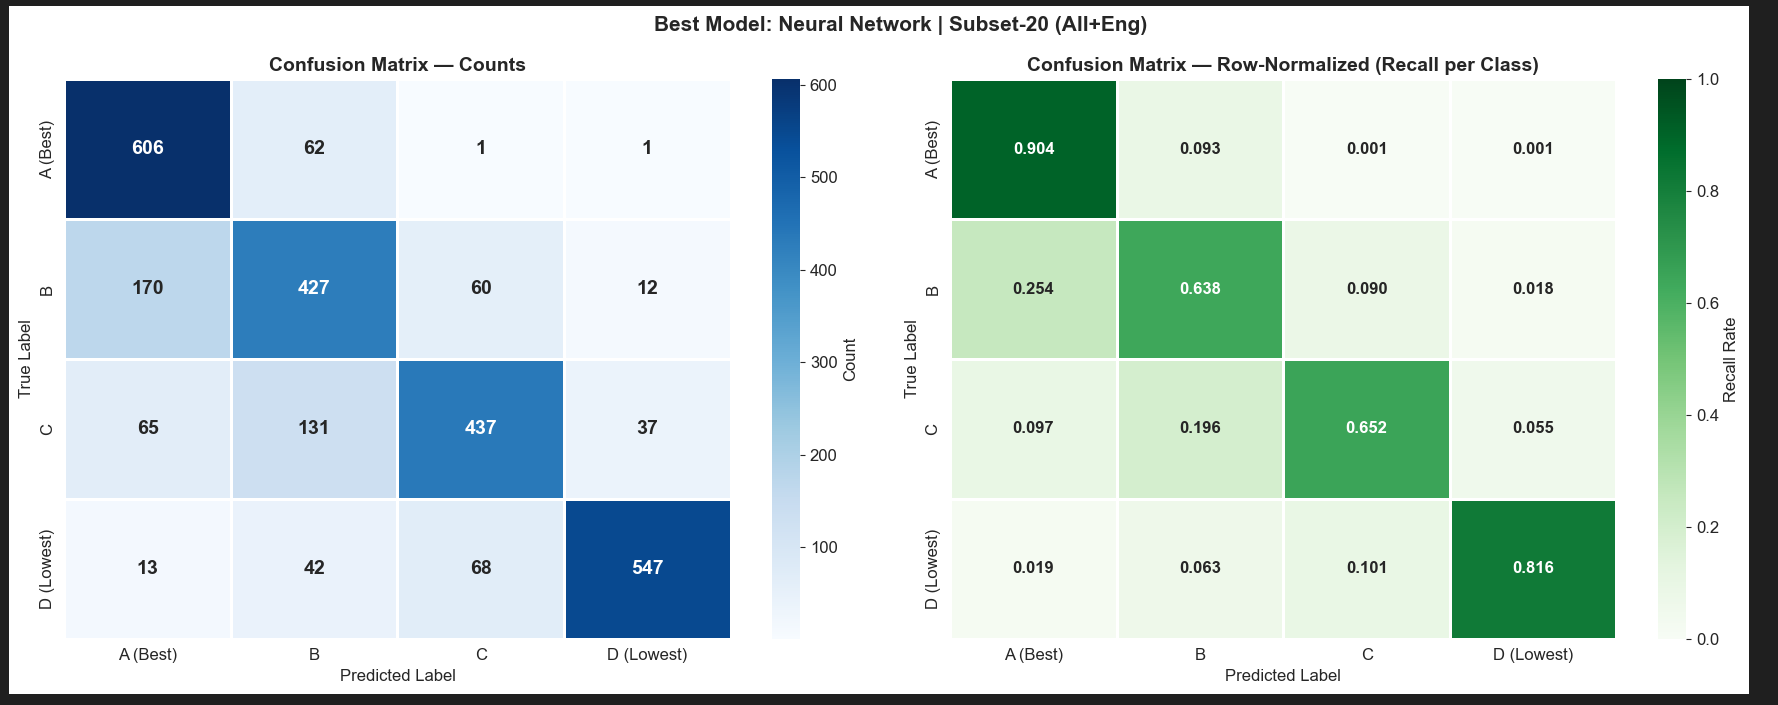 Best Model: Neural Network | Subset-20 (All+Eng)
Confusion Matrix — Counts
True Label
A (Best)
B
C
D (Lowest)
606 62 1 1
170 427 60 12
65 131 437 37
13 42 68 547
A (Best) B C D (Lowest)
Predicted Label
600
500
400
300
200
100
Count
Confusion Matrix — Row-Normalized (Recall per Class)
True Label
A (Best)
B
C
D (Lowest)
0.904 0.093 0.001 0.001
0.254 0.638 0.090 0.018
0.097 0.196 0.652 0.055
0.019 0.063 0.101 0.816
A (Best) B C D (Lowest)
Predicted Label
1.0
0.8
0.6
0.4
0.2
0.0
Recall Rate